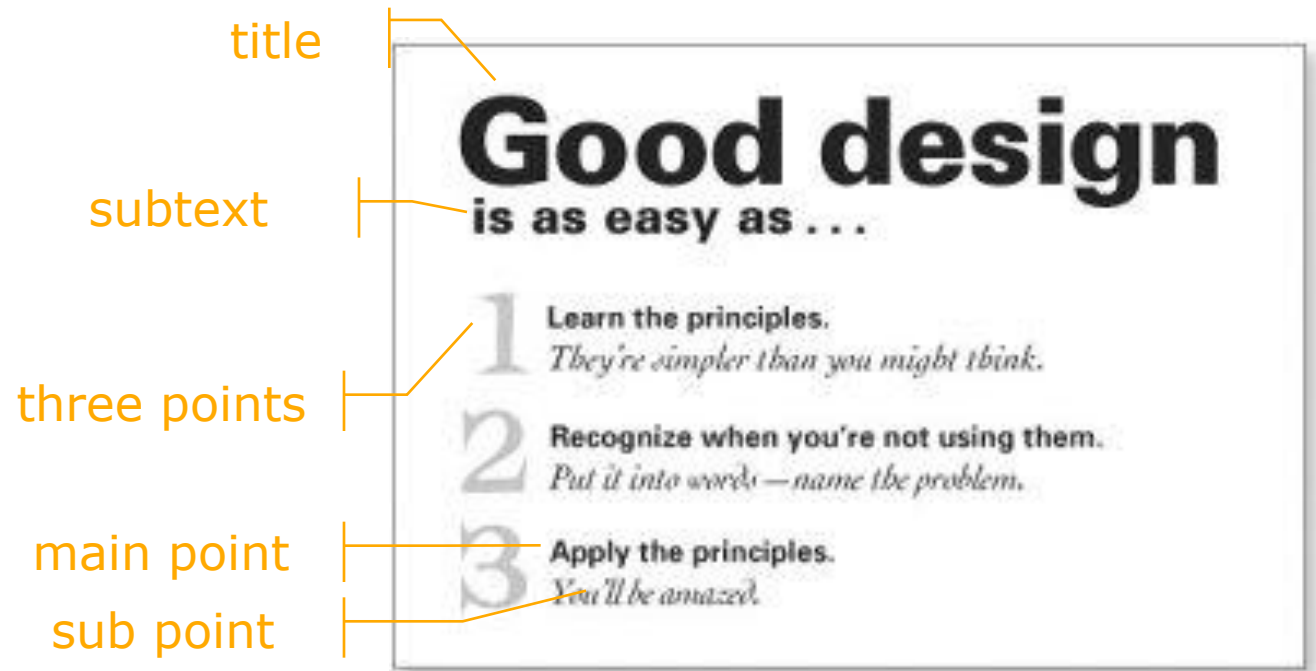 title
Good design
subtext
is as easy as . . .
three points
1 Learn the principles.
They're simpler than you might think.
2 Recognize when you're not using them.
Put it into words—name the problem.
main point
3 Apply the principles.
sub point
You'll be amazed.